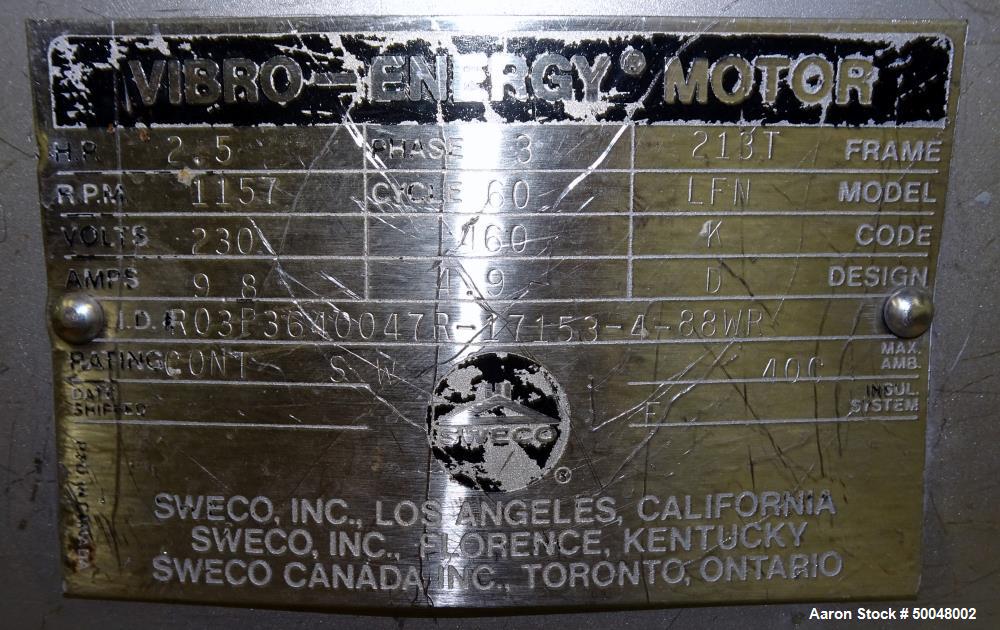 VIBRO-ENERGY® MOTOR
H.P. 2.5 PHASE 3 213T FRAME
R.P.M. 1157 CYCLE 60 LFN MODEL
VOLTS 230 460 K CODE
AMPS 9.8 4.9 D DESIGN
I.D. R03P3640047R-17153-4-88WP
RATING CONT S W 40C MAX. AMB.
DATE SHIPPED F INSUL. SYSTEM
SWECO ®
SWECO, INC., LOS ANGELES, CALIFORNIA
SWECO, INC., FLORENCE, KENTUCKY
SWECO CANADA, INC., TORONTO, ONTARIO
Aaron Stock # 50048002